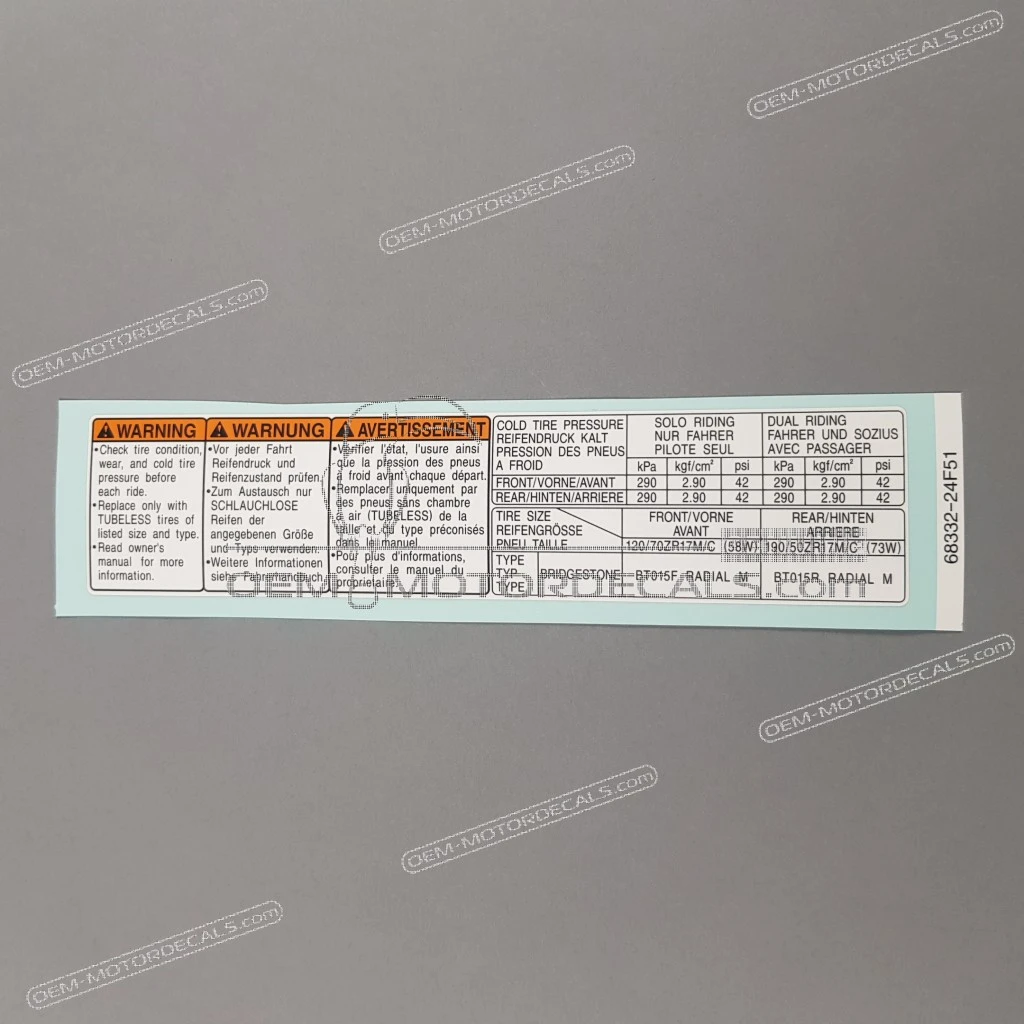 OEM-MOTORDECALS.com
OEM-MOTORDECALS.com
OEM-MOTORDECALS.com
WARNING
•Check tire condition,
wear, and cold tire
pressure before
each ride.
•Replace only with
TUBELESS tires of
listed size and type.
•Read owner's
manual for more
information.
WARNUNG
•Vor jeder Fahrt
Reifendruck und
Reifenzustand prüfen.
•Zum Austausch nur
SCHLAUCHLOSE
Reifen der
angegebenen Größe
und Typs verwenden.
•Weitere Informationen
siehe Fahrerhandbuch.
AVERTISSEMENT
•Vérifier l'état, l'usure ainsi
que la pression des pneus
à froid avant chaque départ.
•Remplacer uniquement par
des pneus sans chambre
à air (TUBELESS) de la
taille et du type préconisés
dans le manuel.
•Pour plus d'informations,
consulter le manuel du
propriétaire.
COLD TIRE PRESSURE
REIFENDRUCK KALT
PRESSION DES PNEUS
A FROID
SOLO RIDING
NUR FAHRER
PILOTE SEUL
DUAL RIDING
FAHRER UND SOZIUS
AVEC PASSAGER
kPa kgf/cm² psi kPa kgf/cm² psi
FRONT/VORNE/AVANT 290 2.90 42 290 2.90 42
REAR/HINTEN/ARRIERE 290 2.90 42 290 2.90 42
TIRE SIZE
REIFENGRÖSSE
PNEU TAILLE
FRONT/VORNE
AVANT
REAR/HINTEN
ARRIERE
120/70ZR17M/C (58W) 190/50ZR17M/C (73W)
TYPE
TYP
TYPE
BRIDGESTONE BT015F RADIAL M BT015R RADIAL M
68332-24F51
OEM-MOTORDECALS.com
OEM-MOTORDECALS.com
OEM-MOTORDECALS.com
OEM-MOTORDECALS.com